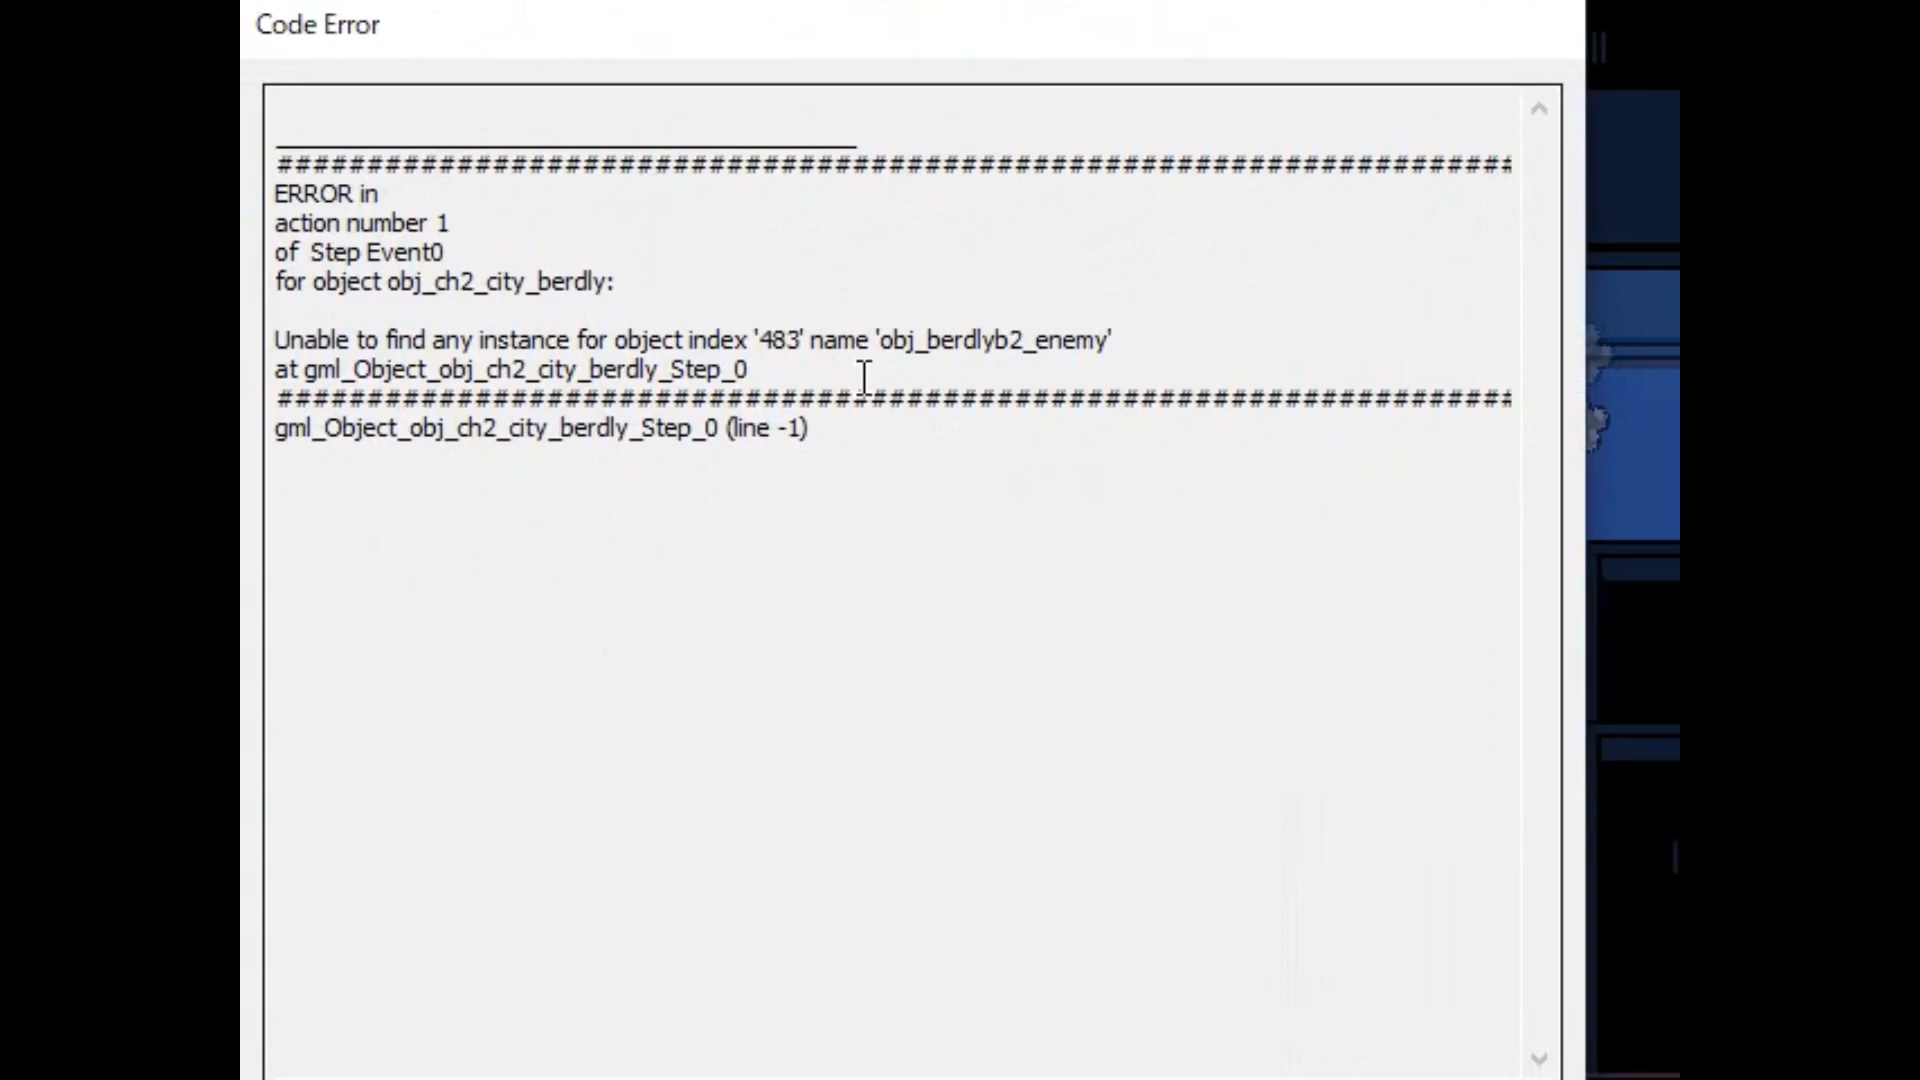 Code Error
________________________________________
#####################################################################
ERROR in
action number 1
of  Step Event0
for object obj_ch2_city_berdly:
Unable to find any instance for object index '483' name 'obj_berdlyb2_enemy'
at gml_Object_obj_ch2_city_berdly_Step_0
#####################################################################
gml_Object_obj_ch2_city_berdly_Step_0 (line -1)